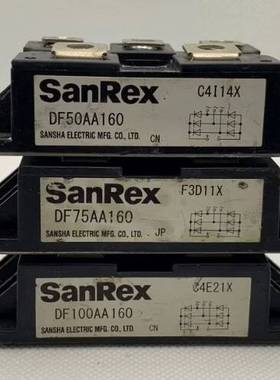 SanRex
C4I14X
DF50AA160
SANSHA ELECTRIC MFG. CO., LTD. CN
SanRex
F3D11X
DF75AA160
SANSHA ELECTRIC MFG. CO., LTD. JP
SanRex
C4E21X
DF100AA160
SANSHA ELECTRIC MFG. CO., LTD. CN